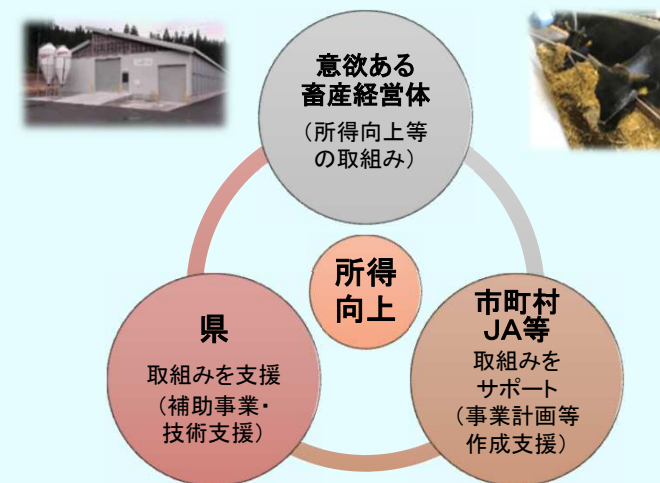 意欲ある
畜産経営体
（所得向上等
の取組み）
所得
向上
県
取組みを支援
（補助事業・
技術支援）
市町村
ＪＡ等
取組みを
サポート
（事業計画等
作成支援）